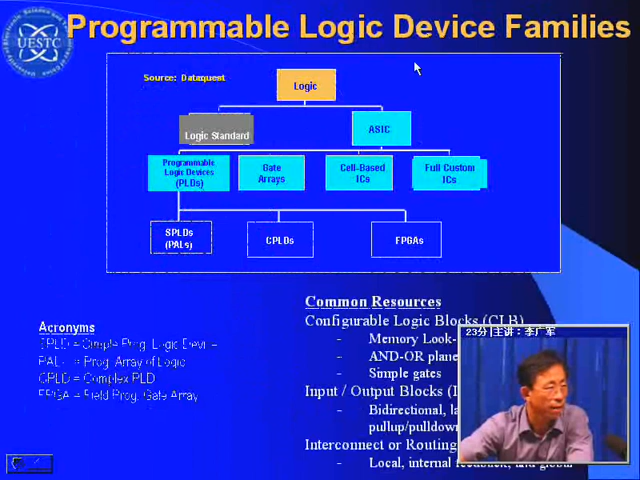 UESTC
Programmable Logic Device Families
Source: Dataquest
Logic
Logic Standard
ASIC
Programmable
Logic Devices
(PLDs)
Gate
Arrays
Cell-Based
ICs
Full Custom
ICs
SPLDs
(PALs)
CPLDs
FPGAs
Acronyms
SPLD = Simple Prog. Logic Device
PAL = Prog. Array of Logic
CPLD = Complex PLD
FPGA = Field Prog. Gate Array
Common Resources
Configurable Logic Blocks (CLB)
- Memory Look-
- AND-OR plane
- Simple gates
Input / Output Blocks (I
- Bidirectional, la
pullup/pulldow
Interconnect or Routing
- Local, internal feedback, and global
23分 主讲:李广军